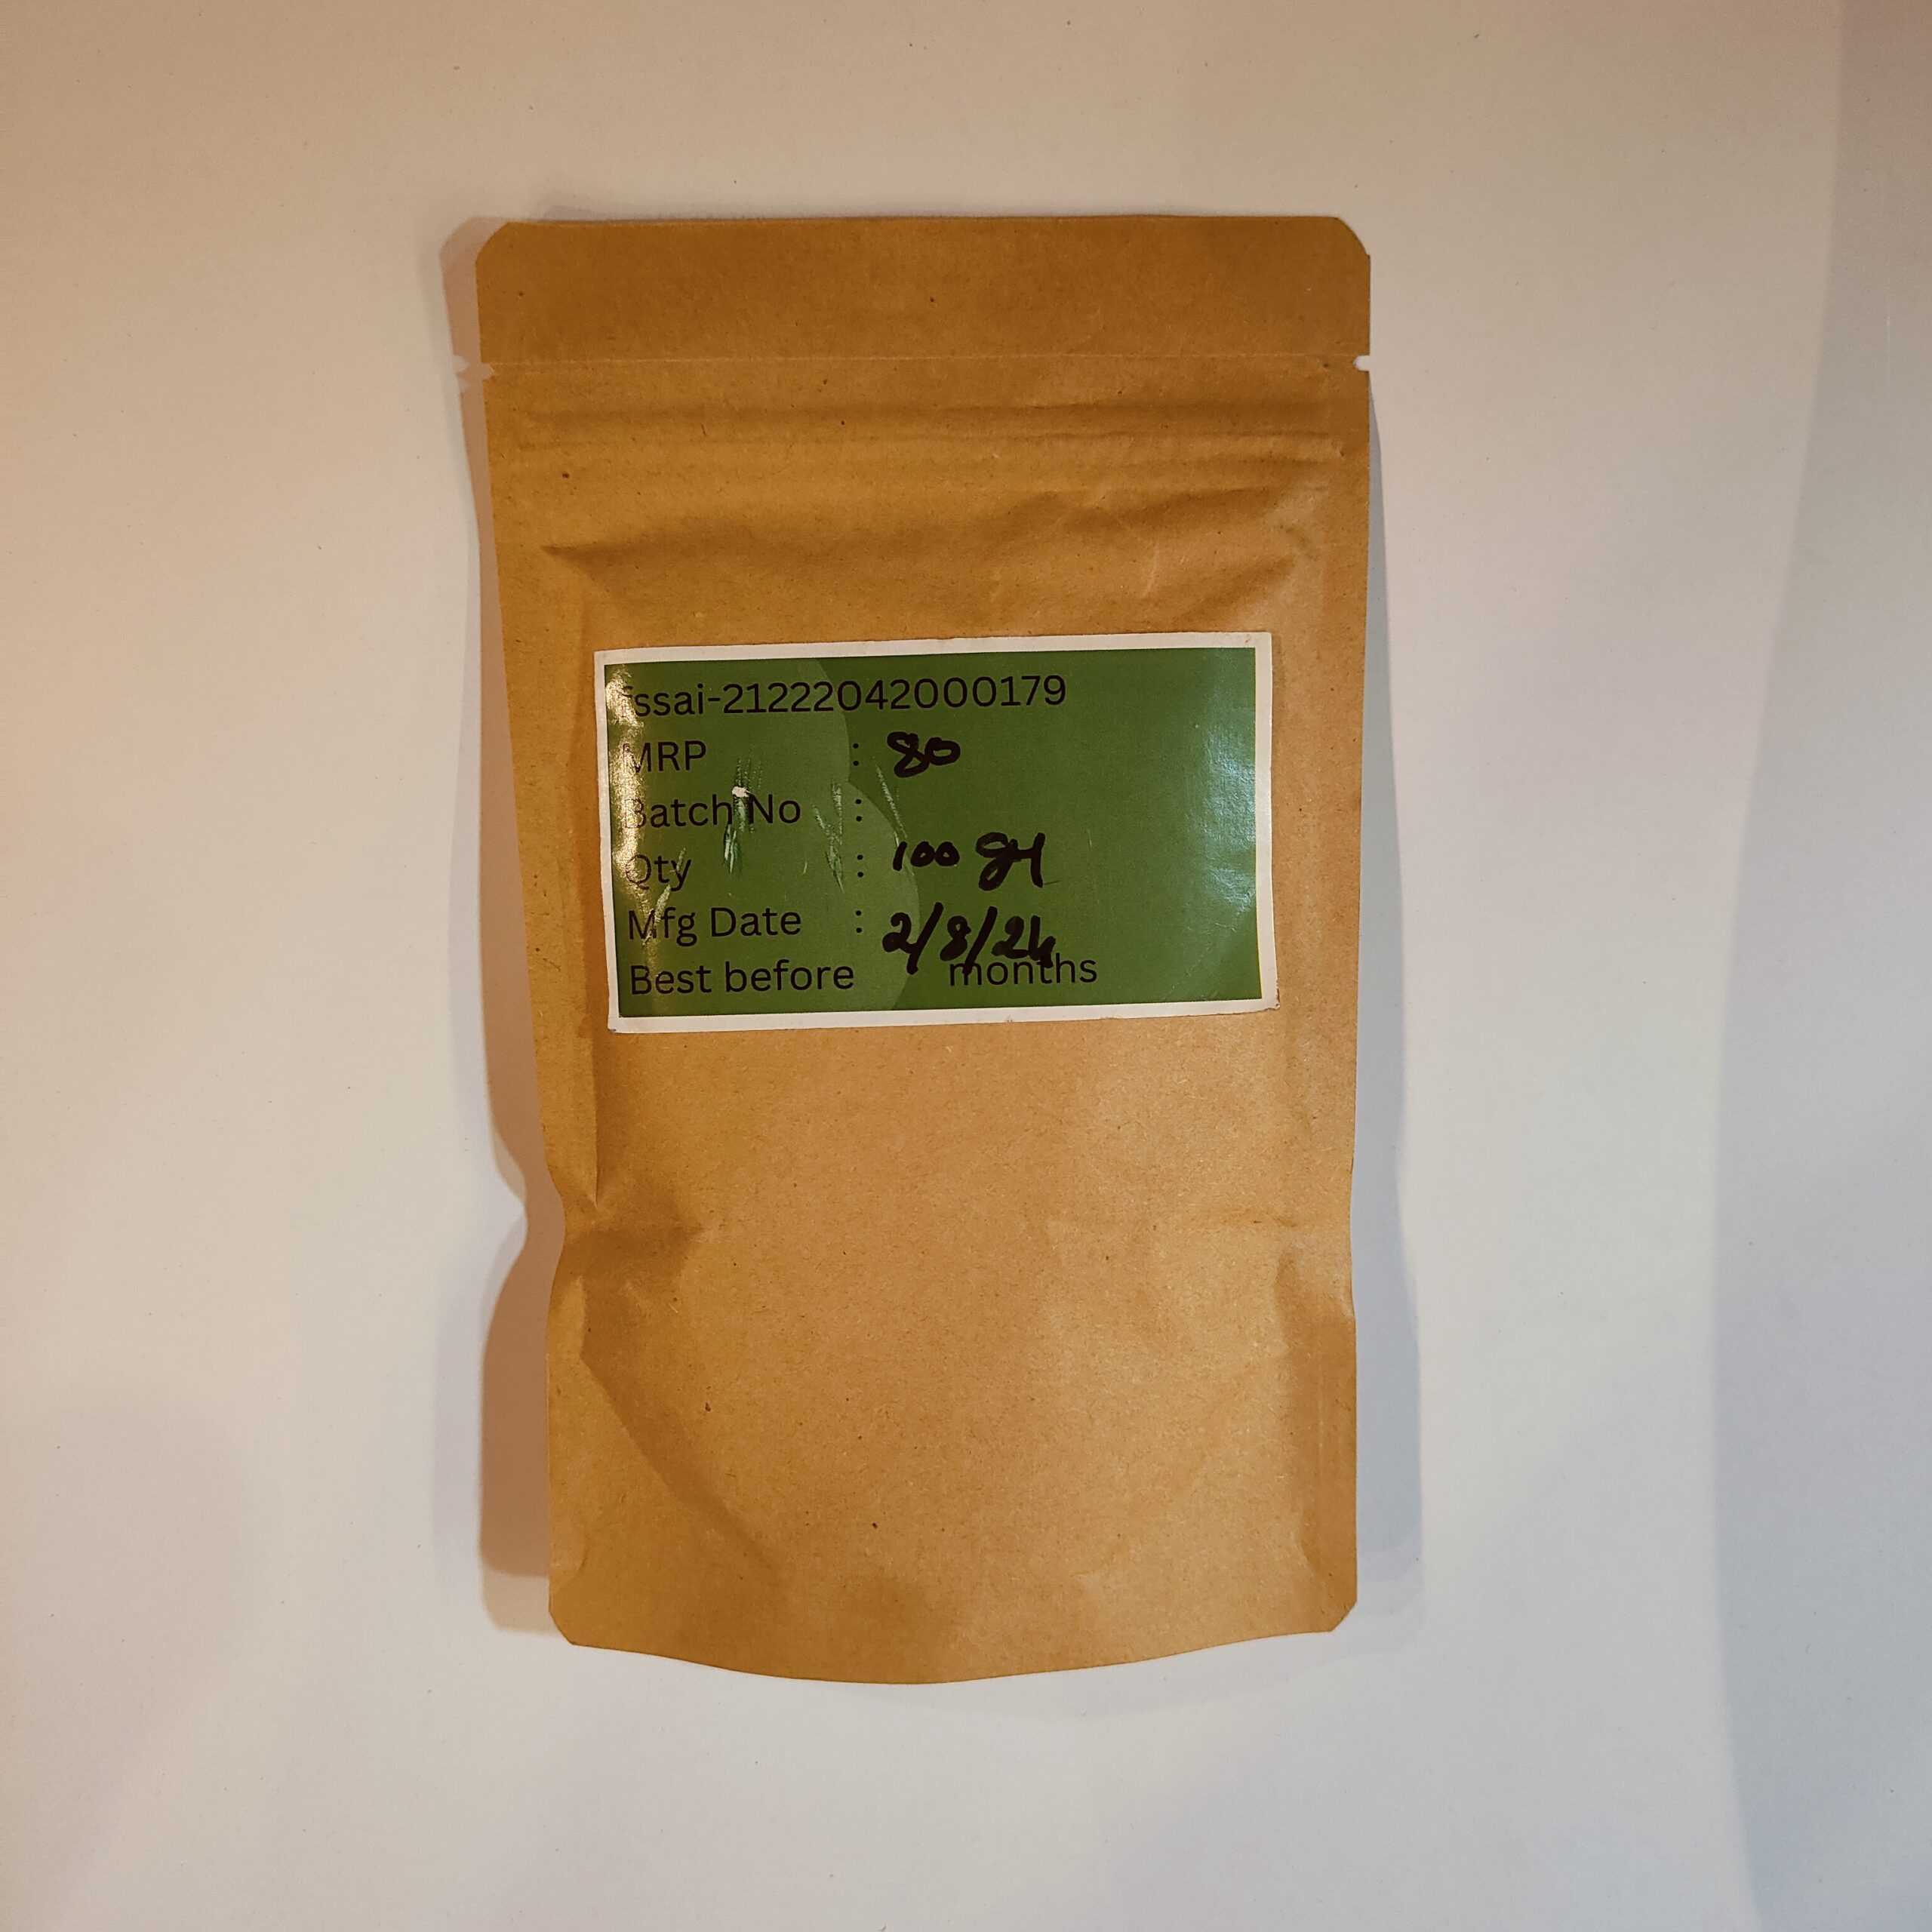 fssai-21222042000179
MRP : 80
Batch No :
Qty : 100 gm
Mfg Date : 2/8/24
Best before months